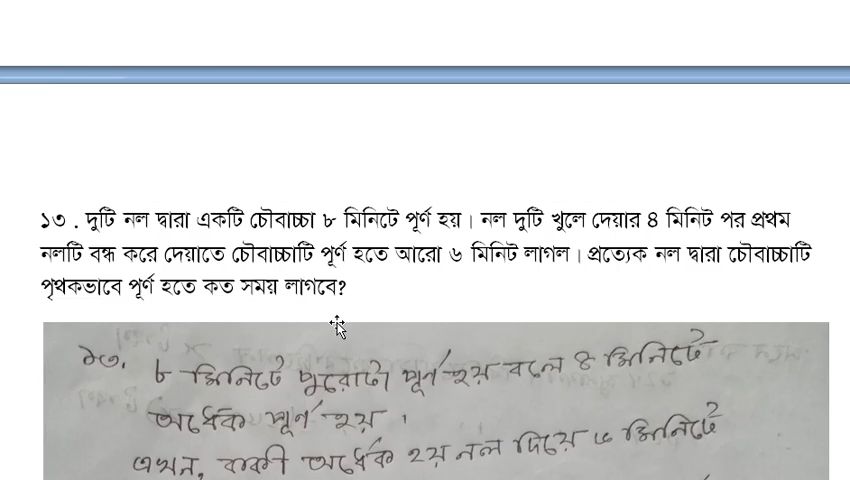 ১৩ . দুটি নল দ্বারা একটি চৌবাচ্চা ৮ মিনিটে পূর্ণ হয়। নল দুটি খুলে দেয়ার 4 মিনিট পর প্রথম
নলটি বন্ধ করে দেয়াতে চৌবাচ্চাটি পূর্ণ হতে আরো ৬ মিনিট লাগল। প্রত্যেক নল দ্বারা চৌবাচ্চাটি
পৃথকভাবে পূর্ণ হতে কত সময় লাগবে?
১৩. ৮ মিনিটে পুরোটা পূর্ণ হয় বলে ৪ মিনিটে
অর্ধেক পূর্ণ হয়।
এখন, বাকী অর্ধেক ২য় নল দিয়ে ৬ মিনিটে